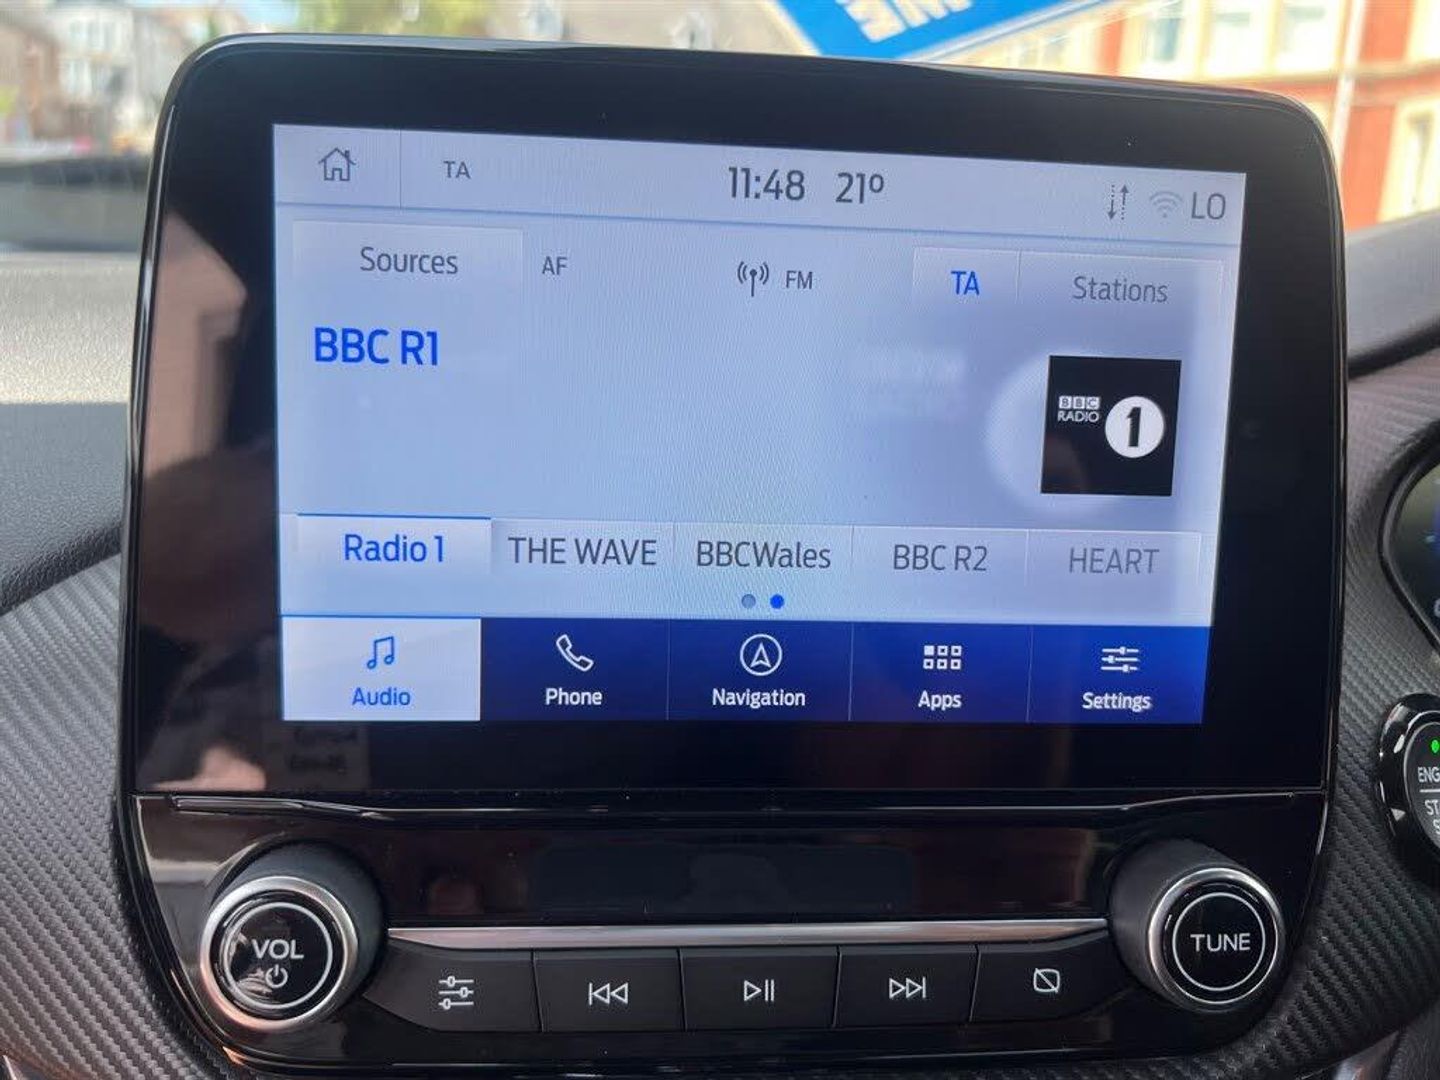 TA 11:48 21° LO
Sources AF FM TA Stations
BBC R1
BBC
RADIO 1
Radio 1 THE WAVE BBCWales BBC R2 HEART
Audio Phone Navigation Apps Settings
VOL
TUNE